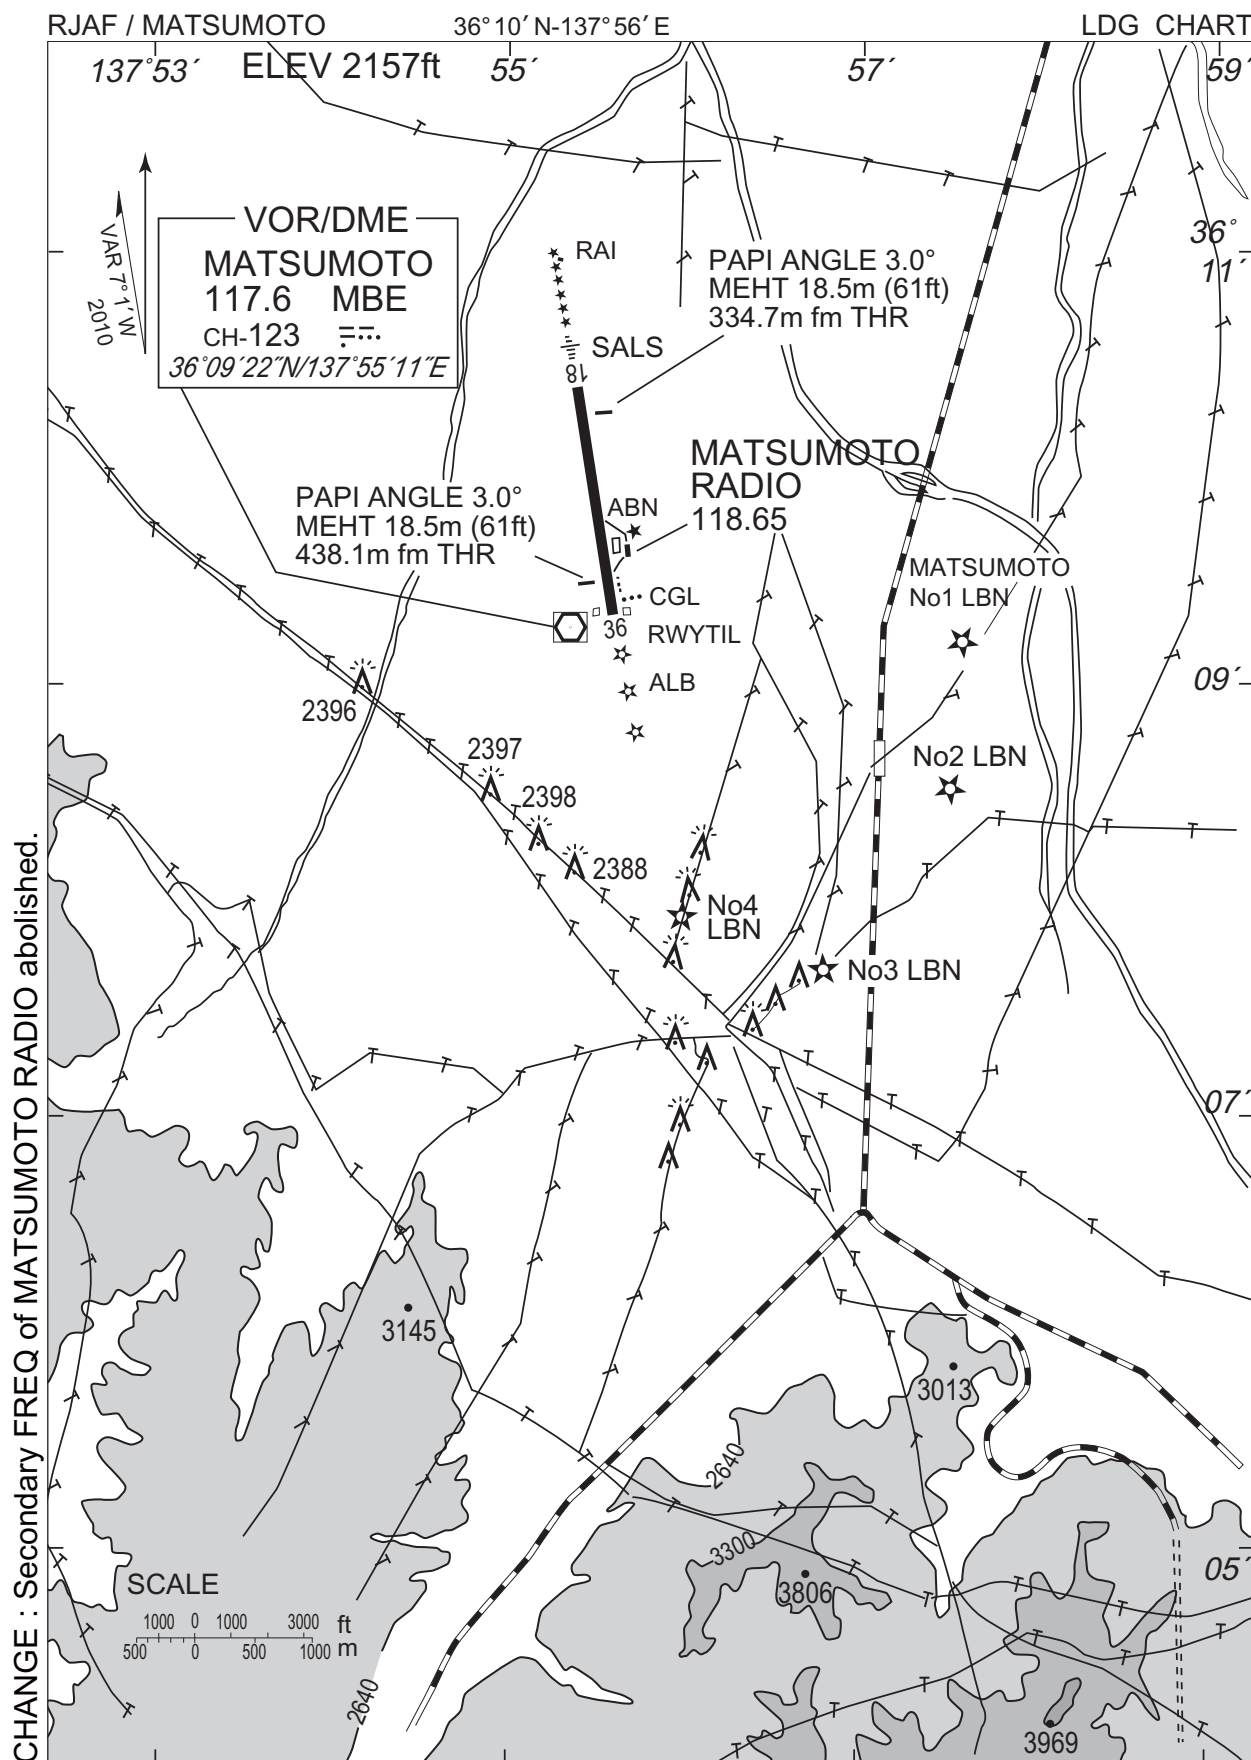 RJAF / MATSUMOTO
36°10′ N-137°56′ E
LDG CHART
137°53′
ELEV 2157ft
55′
57′
59′
VAR 7°1′W
2010
VOR/DME
MATSUMOTO
117.6 MBE
CH-123
36°09′22″N/137°55′11″E
RAI
SALS
18
PAPI ANGLE 3.0°
MEHT 18.5m (61ft)
334.7m fm THR
36°
11′
MATSUMOTO
RADIO
118.65
PAPI ANGLE 3.0°
MEHT 18.5m (61ft)
438.1m fm THR
ABN
CGL
36
RWYTIL
ALB
MATSUMOTO
No1 LBN
09′
2396
2397
2398
2388
No2 LBN
No4
LBN
No3 LBN
07′
3145
3013
2640
3300
3806
05′
SCALE
1000 0 1000 3000 ft
500 0 500 1000 m
2640
3969
CHANGE : Secondary FREQ of MATSUMOTO RADIO abolished.